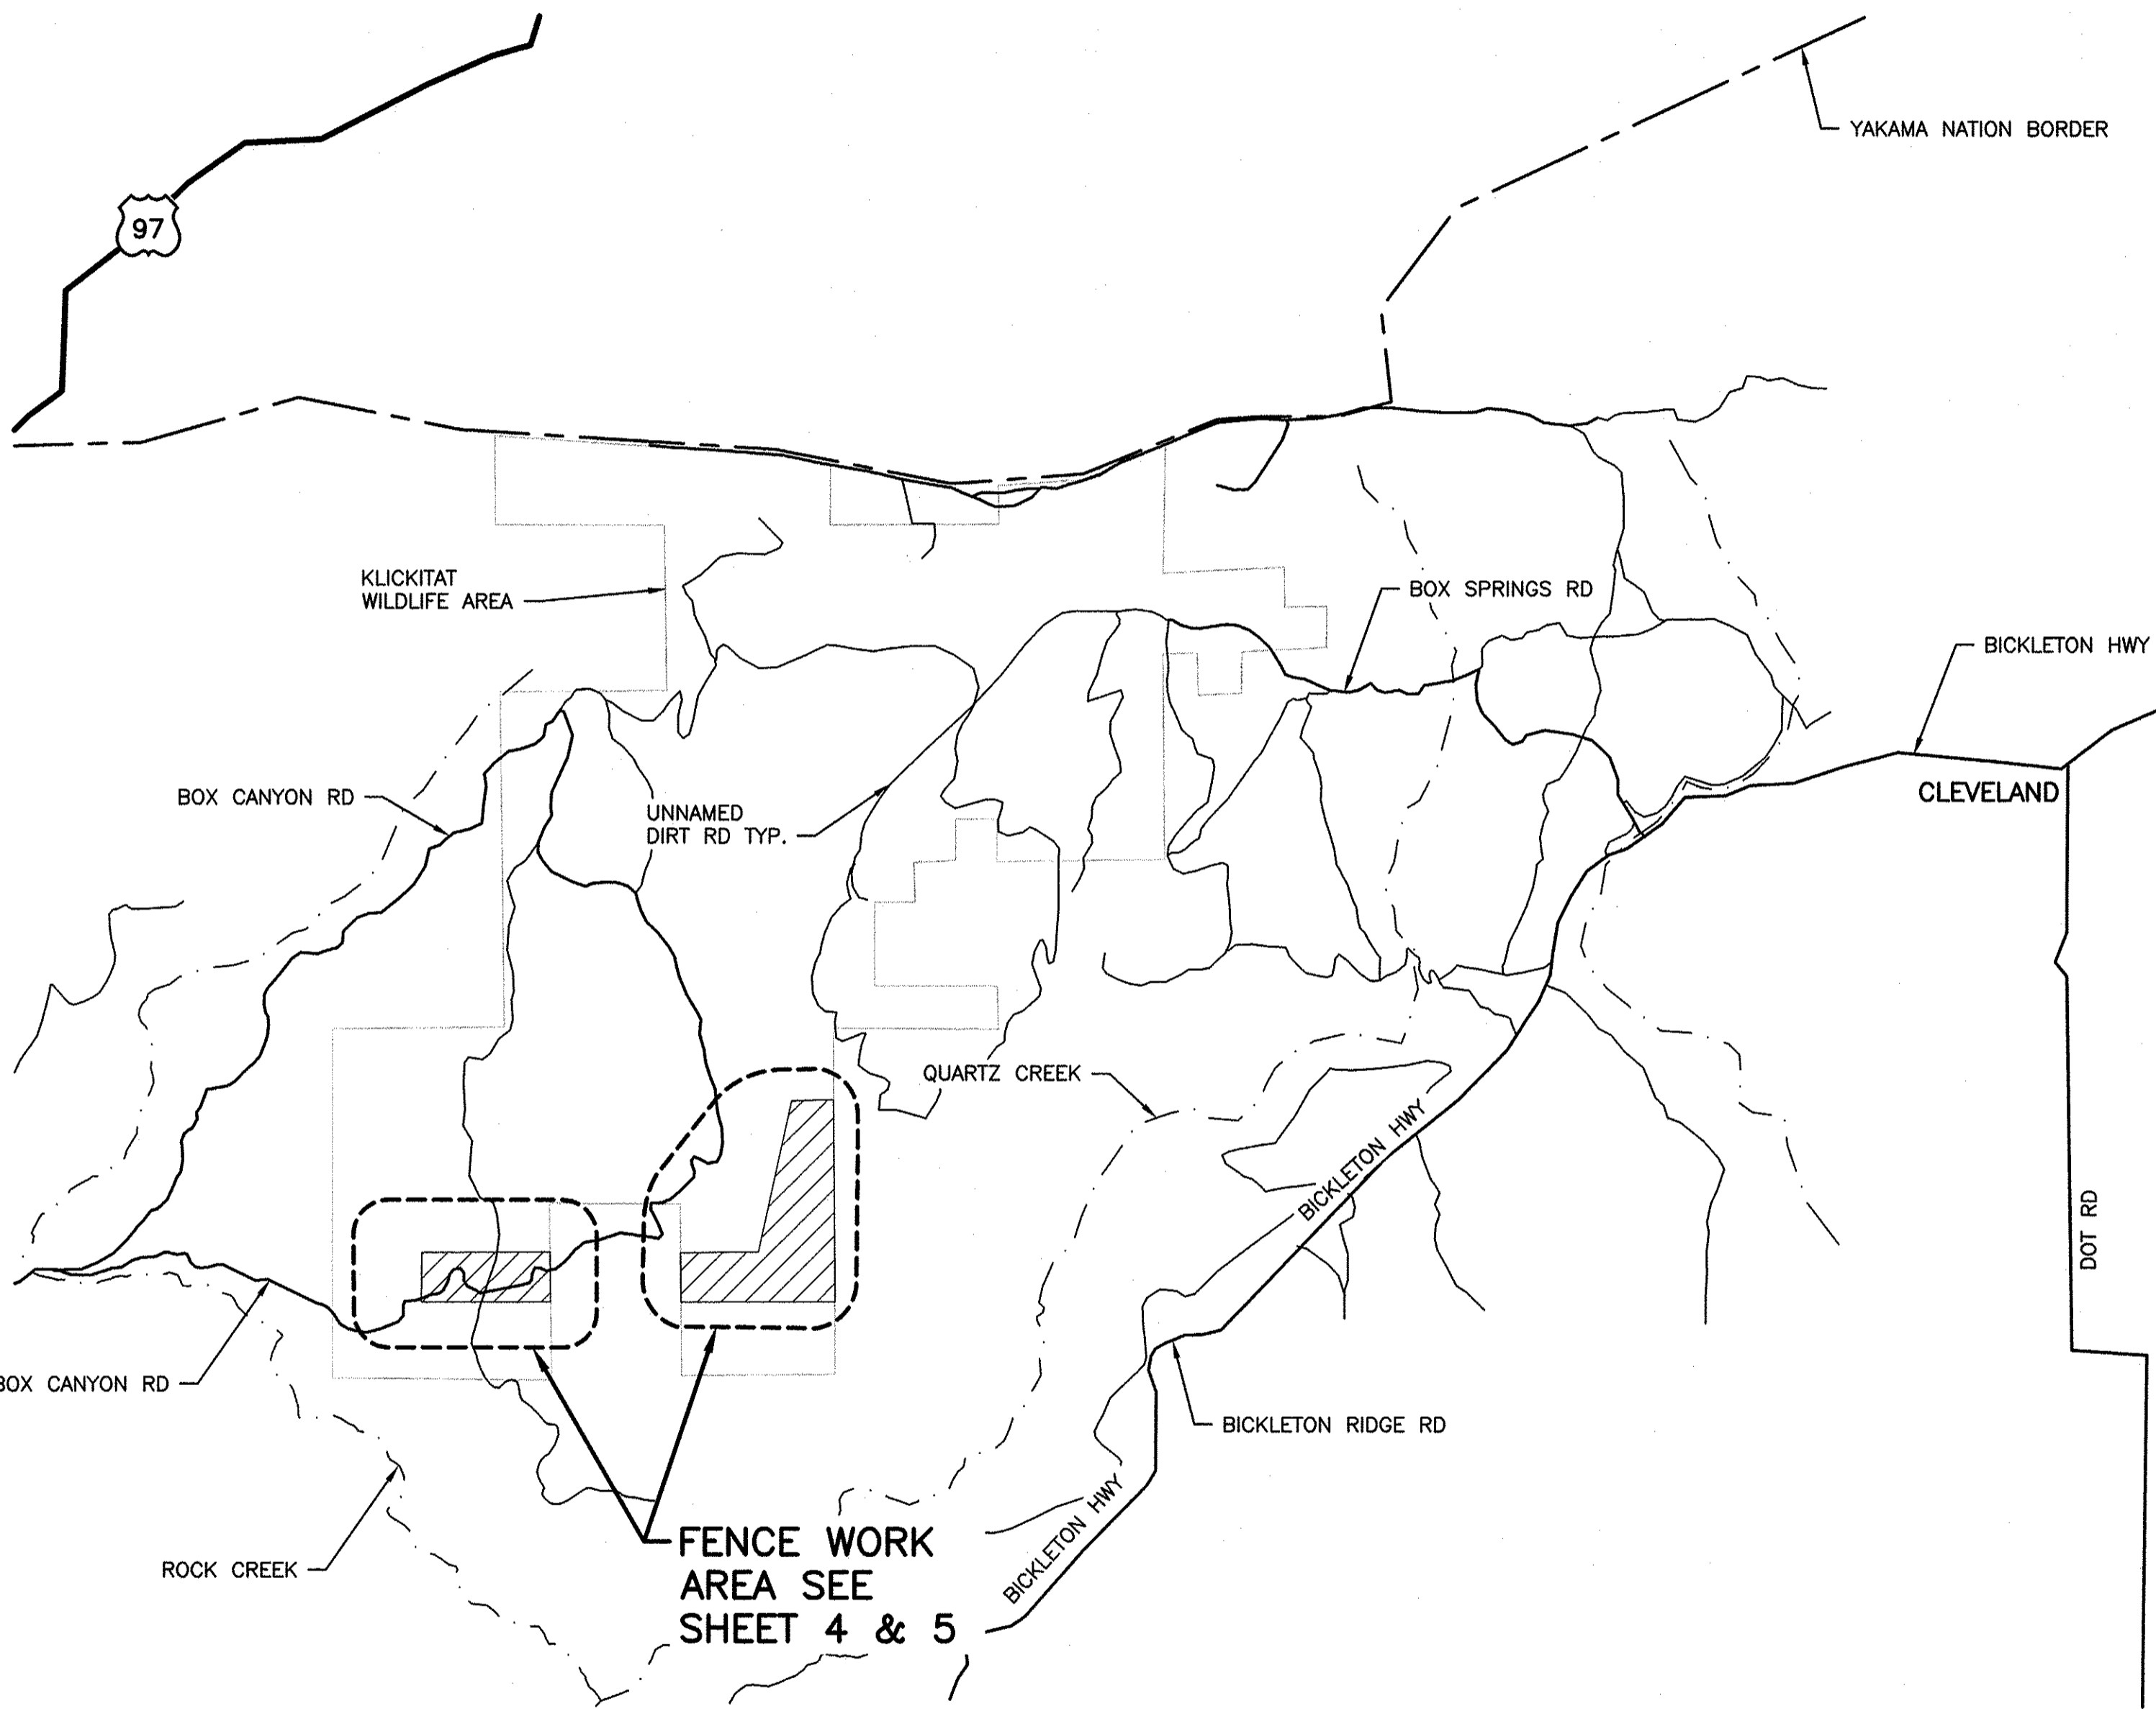 97
YAKAMA NATION BORDER
KLICKITAT
WILDLIFE AREA
BOX SPRINGS RD
BICKLETON HWY
BOX CANYON RD
UNNAMED
DIRT RD TYP.
CLEVELAND
QUARTZ CREEK
BICKLETON HWY
DOT RD
BOX CANYON RD
BICKLETON RIDGE RD
BICKLETON HWY
ROCK CREEK
FENCE WORK
AREA SEE
SHEET 4 & 5